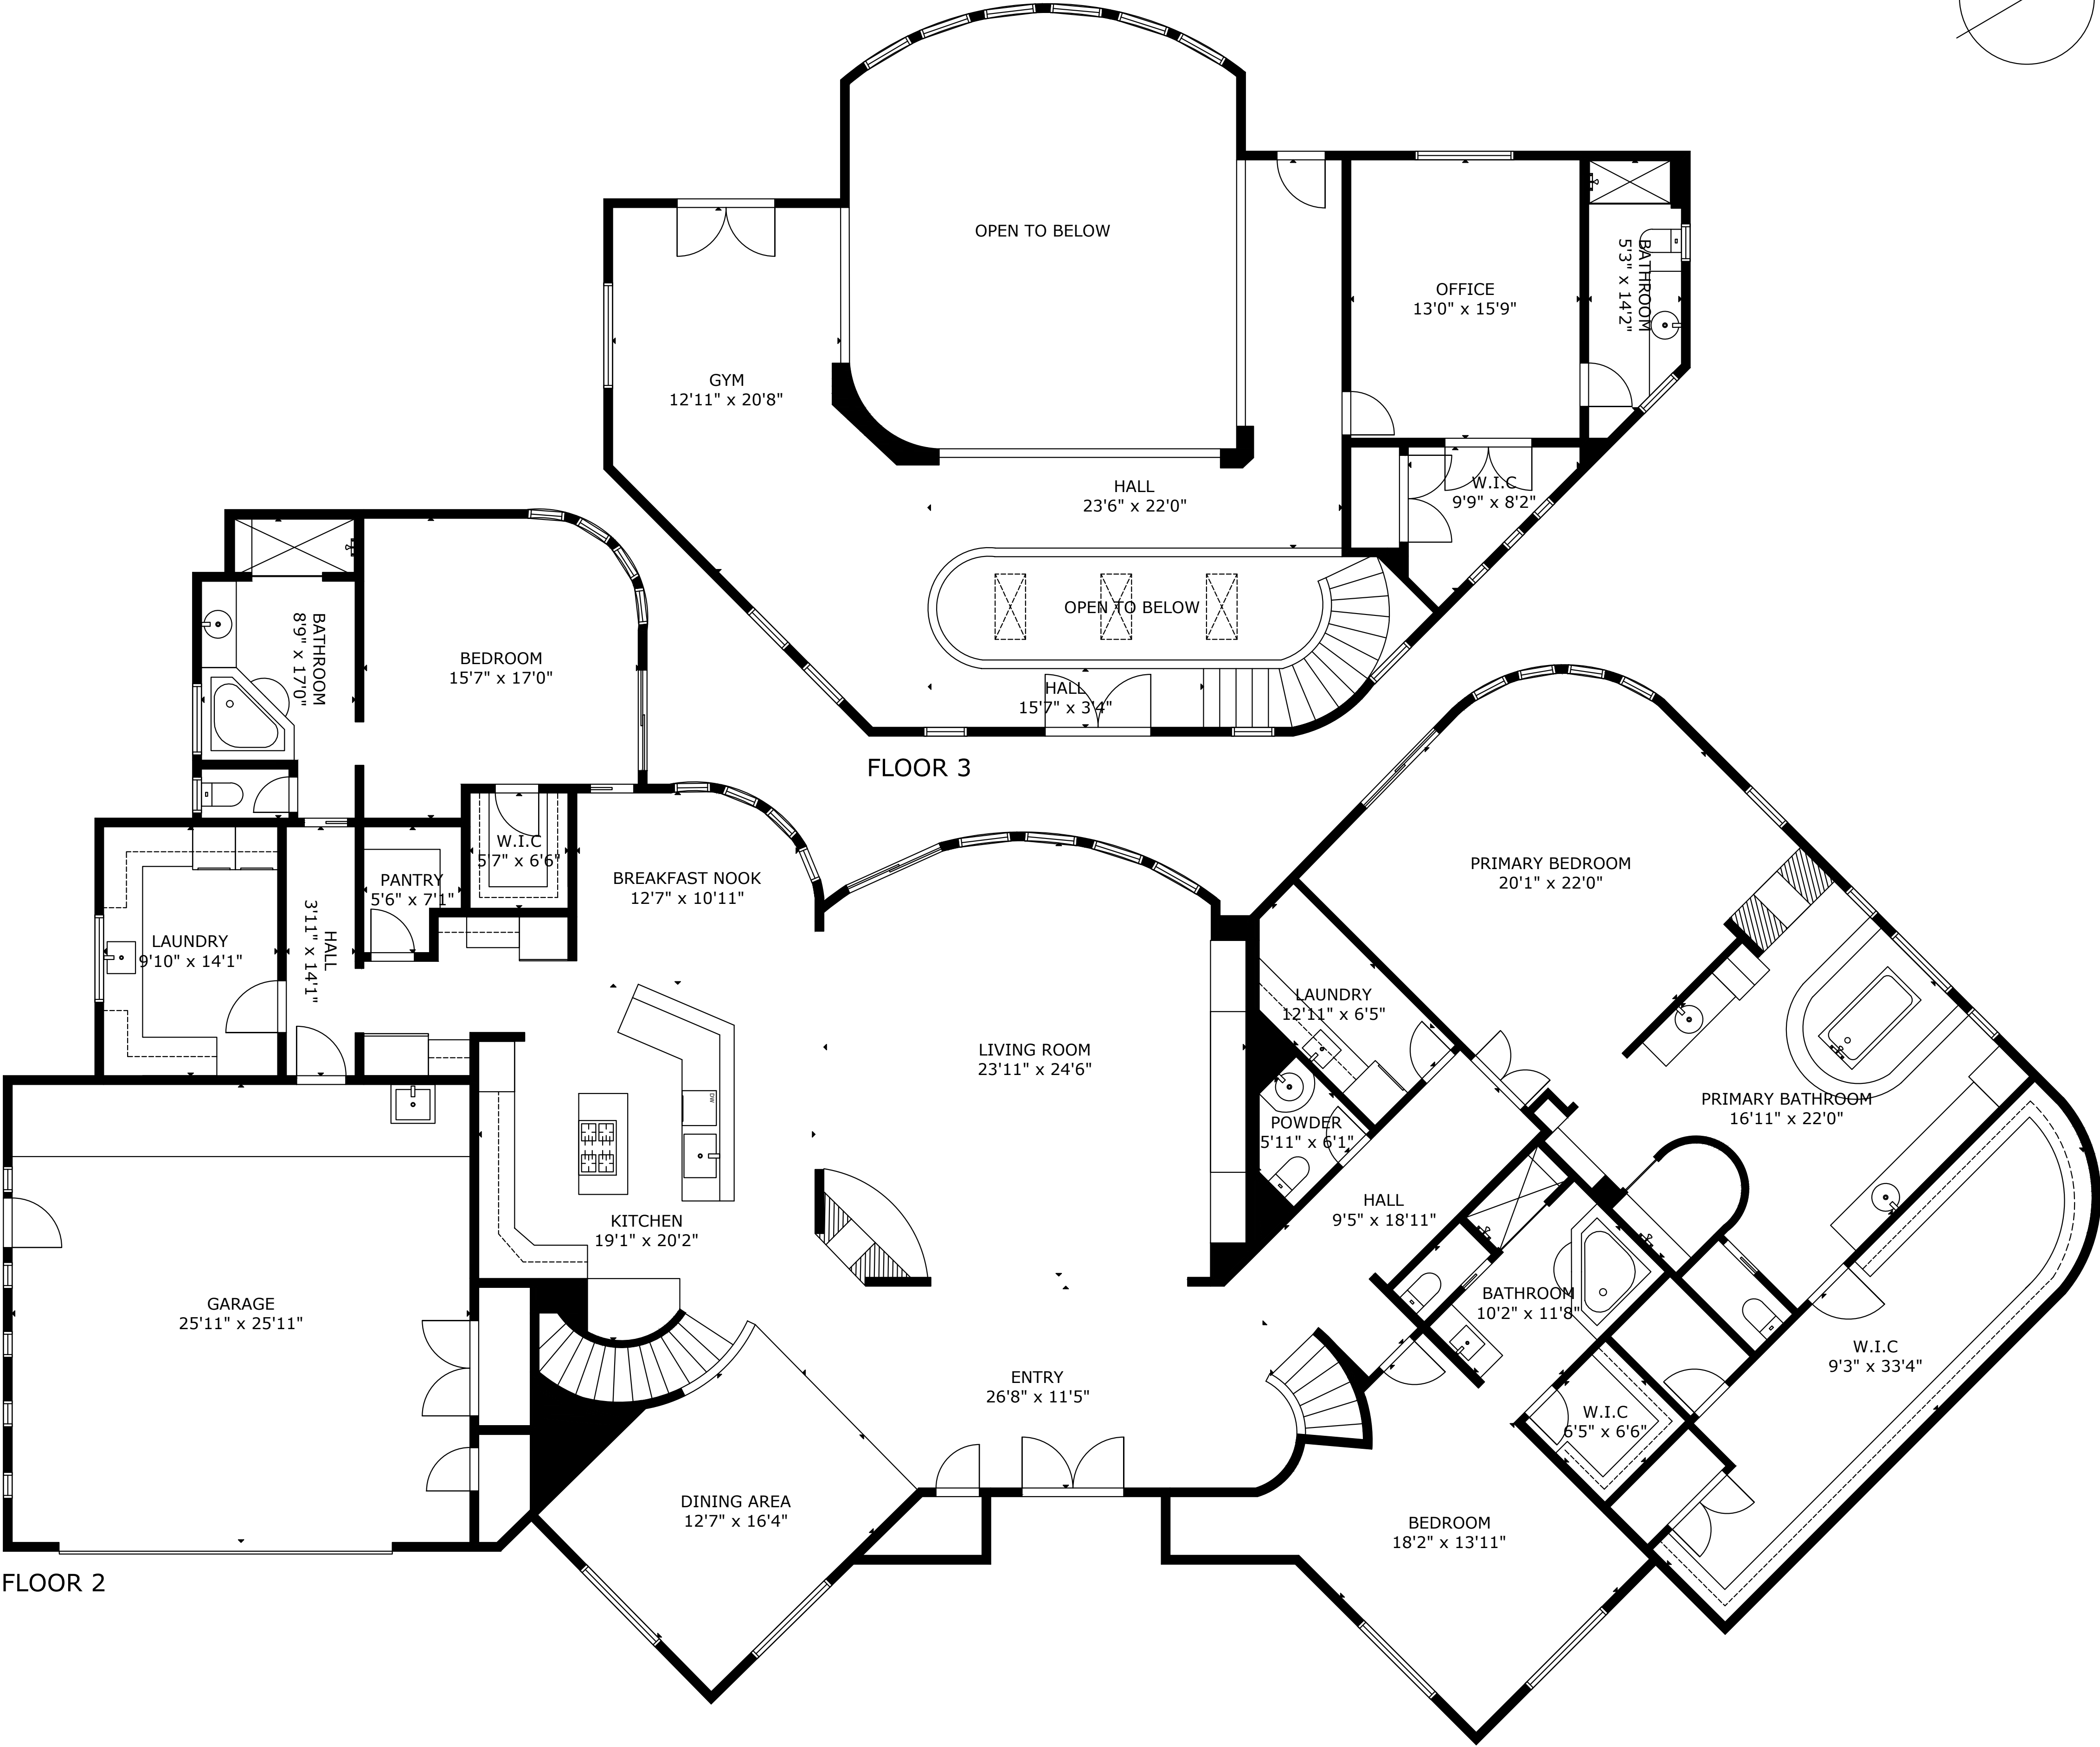 OPEN TO BELOW
OFFICE
13'0" x 15'9"
BATHROOM
5'3" x 14'2"
GYM
12'11" x 20'8"
HALL
23'6" x 22'0"
W.I.C
9'9" x 8'2"
OPEN TO BELOW
HALL
15'7" x 3'4"
FLOOR 3
BATHROOM
8'9" x 17'0"
BEDROOM
15'7" x 17'0"
W.I.C
5'7" x 6'6"
PANTRY
5'6" x 7'1"
BREAKFAST NOOK
12'7" x 10'11"
LAUNDRY
9'10" x 14'1"
HALL
3'11" x 14'1"
PRIMARY BEDROOM
20'1" x 22'0"
LAUNDRY
12'11" x 6'5"
LIVING ROOM
23'11" x 24'6"
DW
POWDER
5'11" x 6'1"
PRIMARY BATHROOM
16'11" x 22'0"
KITCHEN
19'1" x 20'2"
HALL
9'5" x 18'11"
GARAGE
25'11" x 25'11"
BATHROOM
10'2" x 11'8"
W.I.C
9'3" x 33'4"
ENTRY
26'8" x 11'5"
W.I.C
6'5" x 6'6"
DINING AREA
12'7" x 16'4"
BEDROOM
18'2" x 13'11"
FLOOR 2